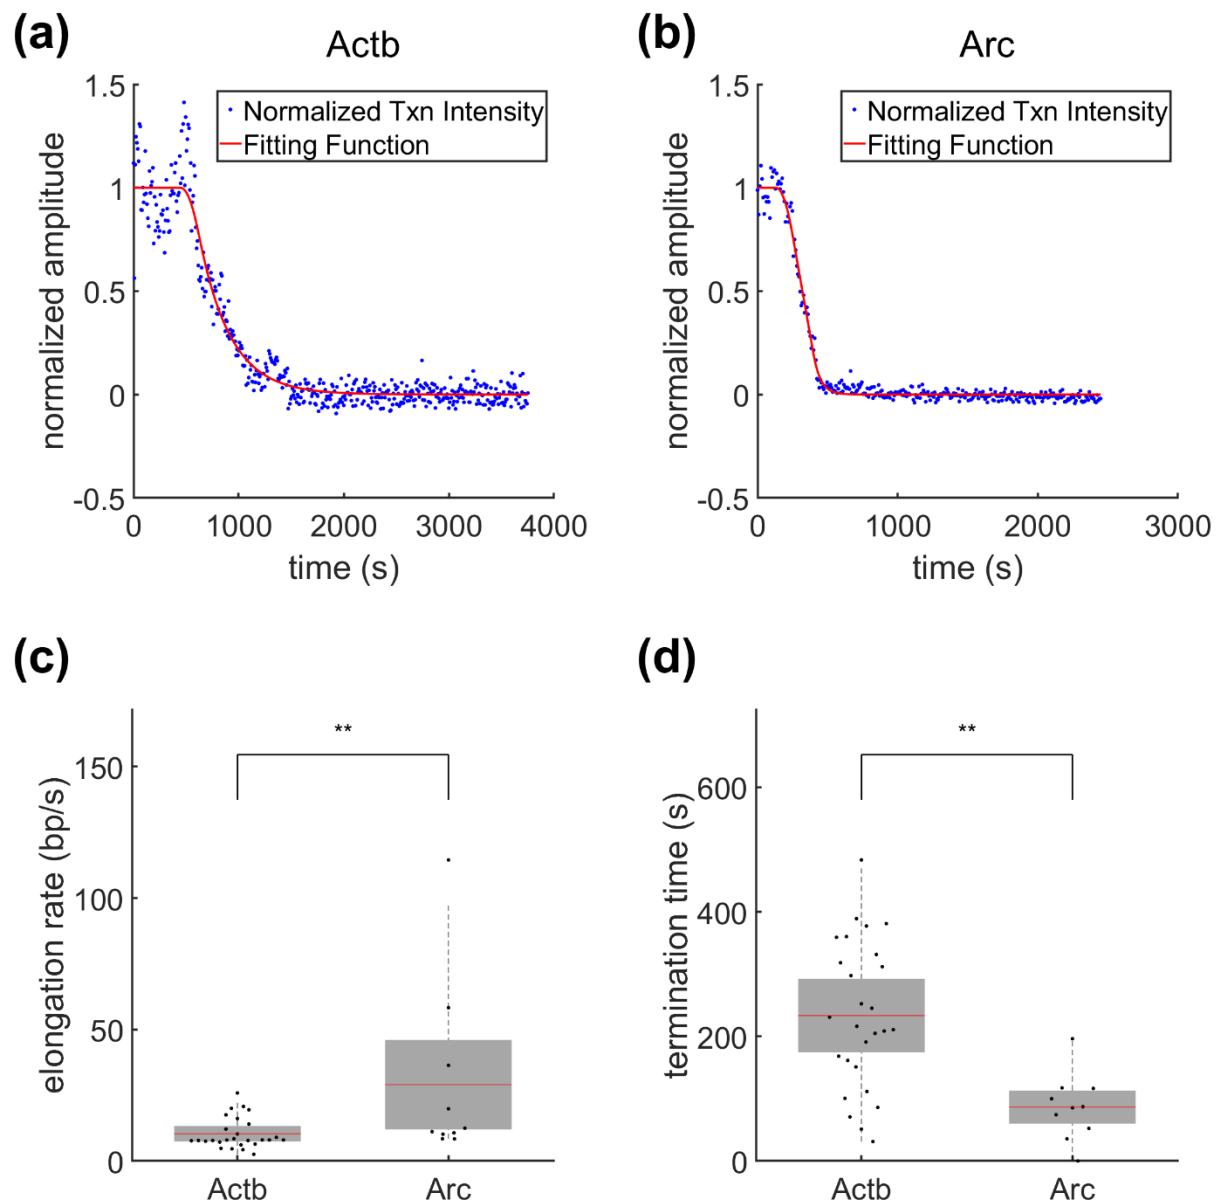 (a)
Actb
1.5
1
0.5
0
-0.5
normalized amplitude
Normalized Txn Intensity
Fitting Function
0 1000 2000 3000 4000
time (s)
(b)
Arc
1.5
1
0.5
0
-0.5
normalized amplitude
Normalized Txn Intensity
Fitting Function
0 1000 2000 3000
time (s)
(c)
**
150
100
50
0
elongation rate (bp/s)
Actb Arc
(d)
**
600
400
200
0
termination time (s)
Actb Arc